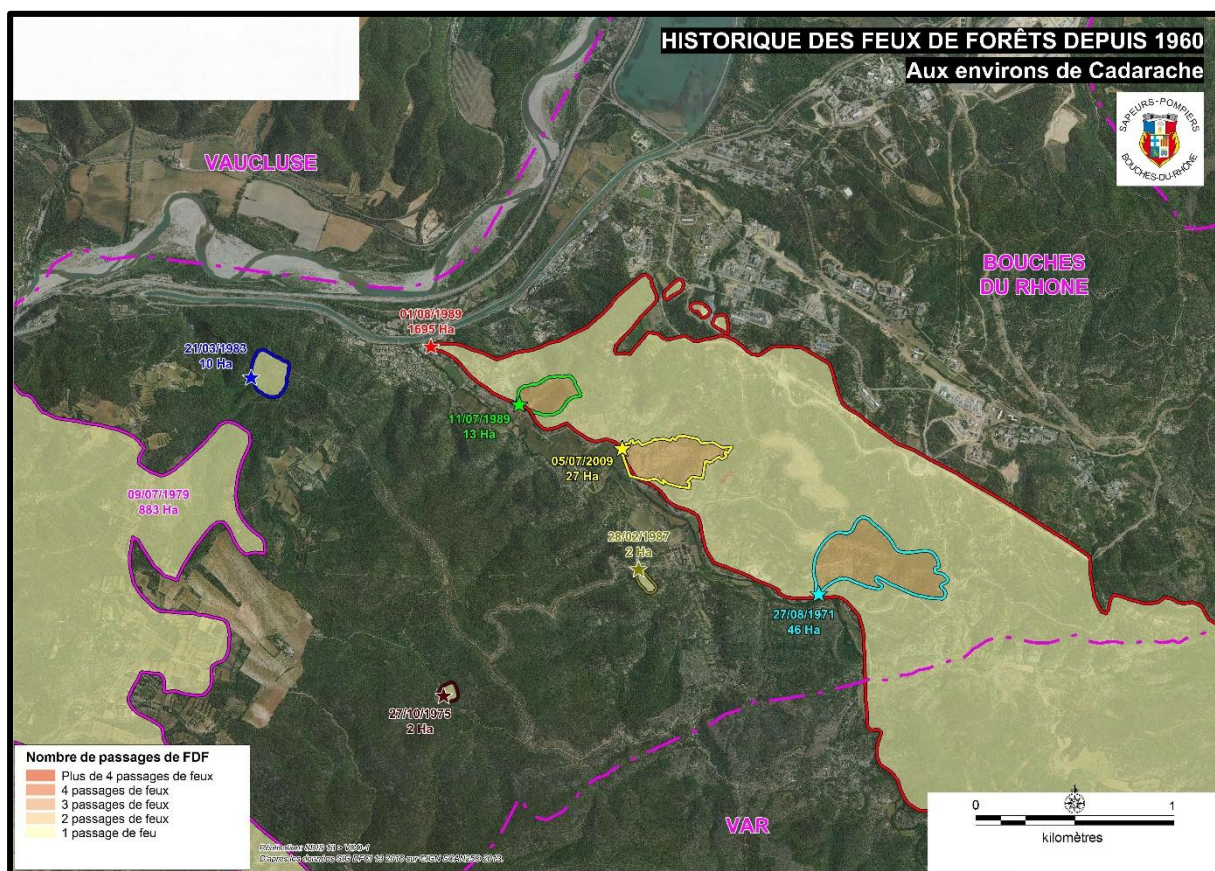 HISTORIQUE DES FEUX DE FORÊTS DEPUIS 1960
Aux environs de Cadarache
SAPEURS-POMPIERS
BOUCHES-DU-RHÔNE
VAUCLUSE
BOUCHES
DU RHONE
01/08/1989
1695 Ha
21/03/1983
10 Ha
11/07/1989
13 Ha
05/07/2009
27 Ha
09/07/1979
883 Ha
28/02/1987
2 Ha
27/08/1971
46 Ha
27/10/1975
2 Ha
VAR
Nombre de passages de FDF
Plus de 4 passages de feux
4 passages de feux
3 passages de feux
2 passages de feux
1 passage de feu
0 1
kilomètres